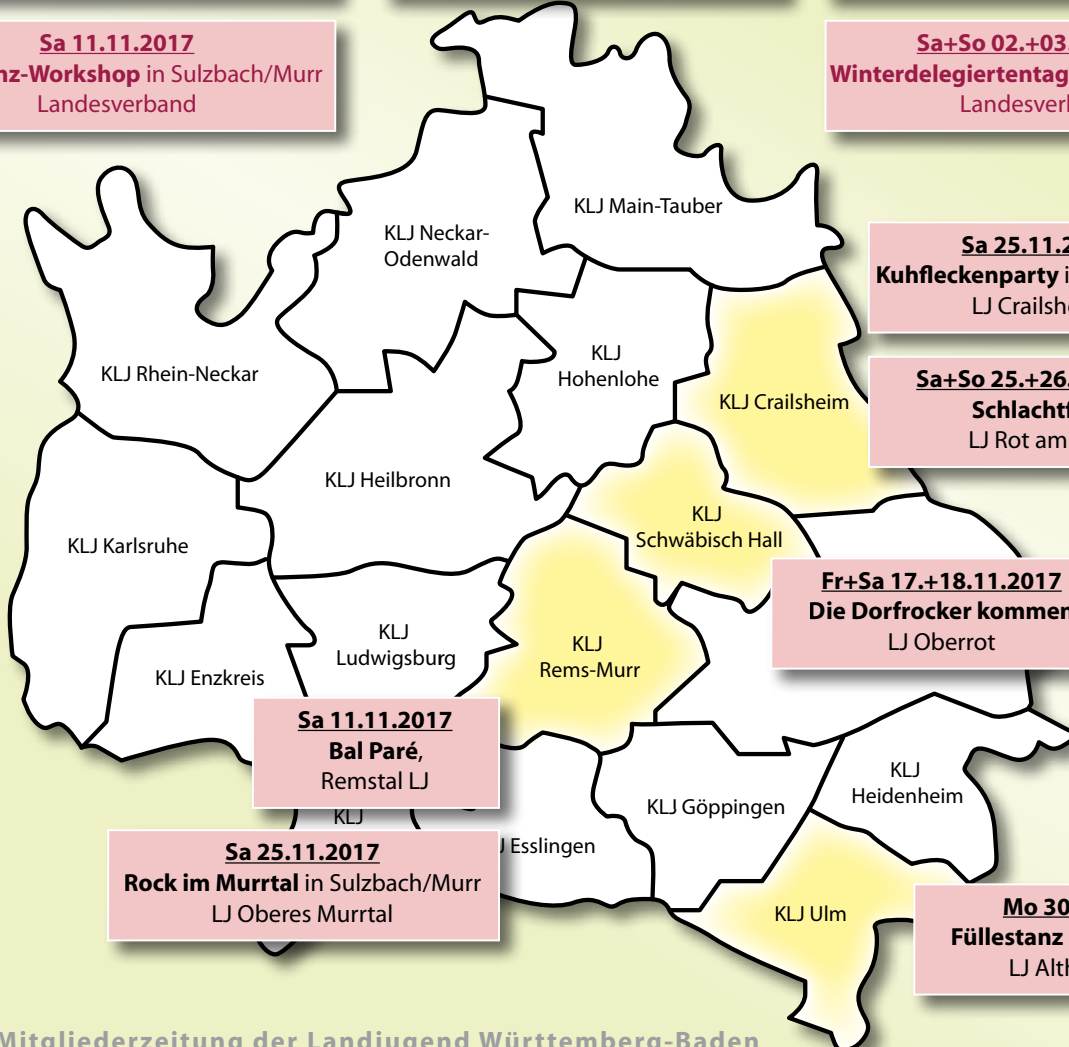 Sa 11.11.2017
nz-Workshop in Sulzbach/Murr
Landesverband
Sa+So 02.+03.
Winterdelegiertentag
Landesverb
KLJ Main-Tauber
KLJ Neckar-
Odenwald
Sa 25.11.2
Kuhfleckenparty i
LJ Crailshe
KLJ Rhein-Neckar
KLJ
Hohenlohe
KLJ Crailsheim
Sa+So 25.+26.
Schlachtf
LJ Rot am
KLJ Heilbronn
KLJ
Schwäbisch Hall
KLJ Karlsruhe
Fr+Sa 17.+18.11.2017
Die Dorfrocker kommen
LJ Oberrot
KLJ
Ludwigsburg
KLJ
Rems-Murr
KLJ Enzkreis
Sa 11.11.2017
Bal Paré,
Remstal LJ
KLJ
KLJ Göppingen
KLJ
Heidenheim
J Esslingen
Sa 25.11.2017
Rock im Murrtal in Sulzbach/Murr
LJ Oberes Murrtal
KLJ Ulm
Mo 30
Füllestanz
LJ Alth
Mitgliederzeitung der Landjugend Württemberg-Baden